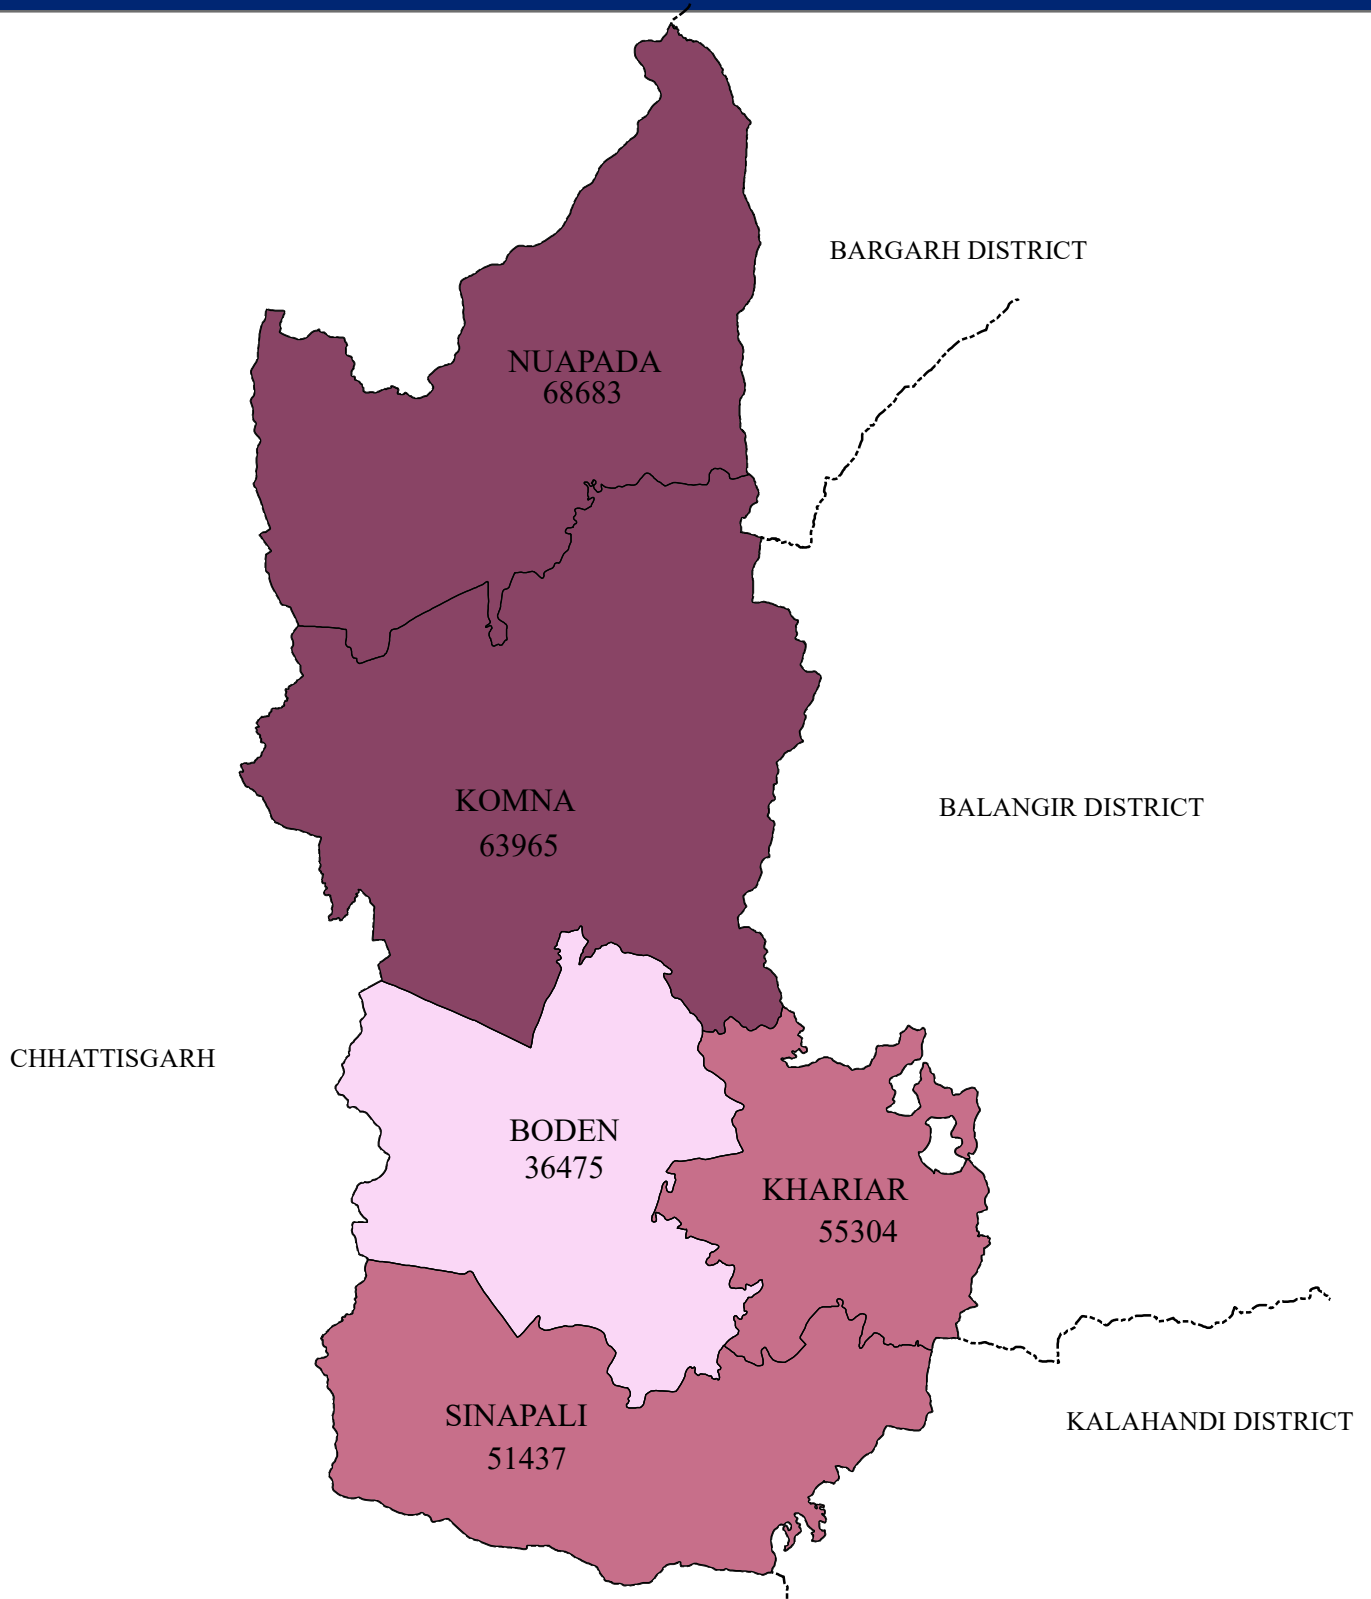 BARGARH DISTRICT
NUAPADA
68683
KOMNA
63965
BALANGIR DISTRICT
CHHATTISGARH
BODEN
36475
KHARIAR
55304
SINAPALI
51437
KALAHANDI DISTRICT